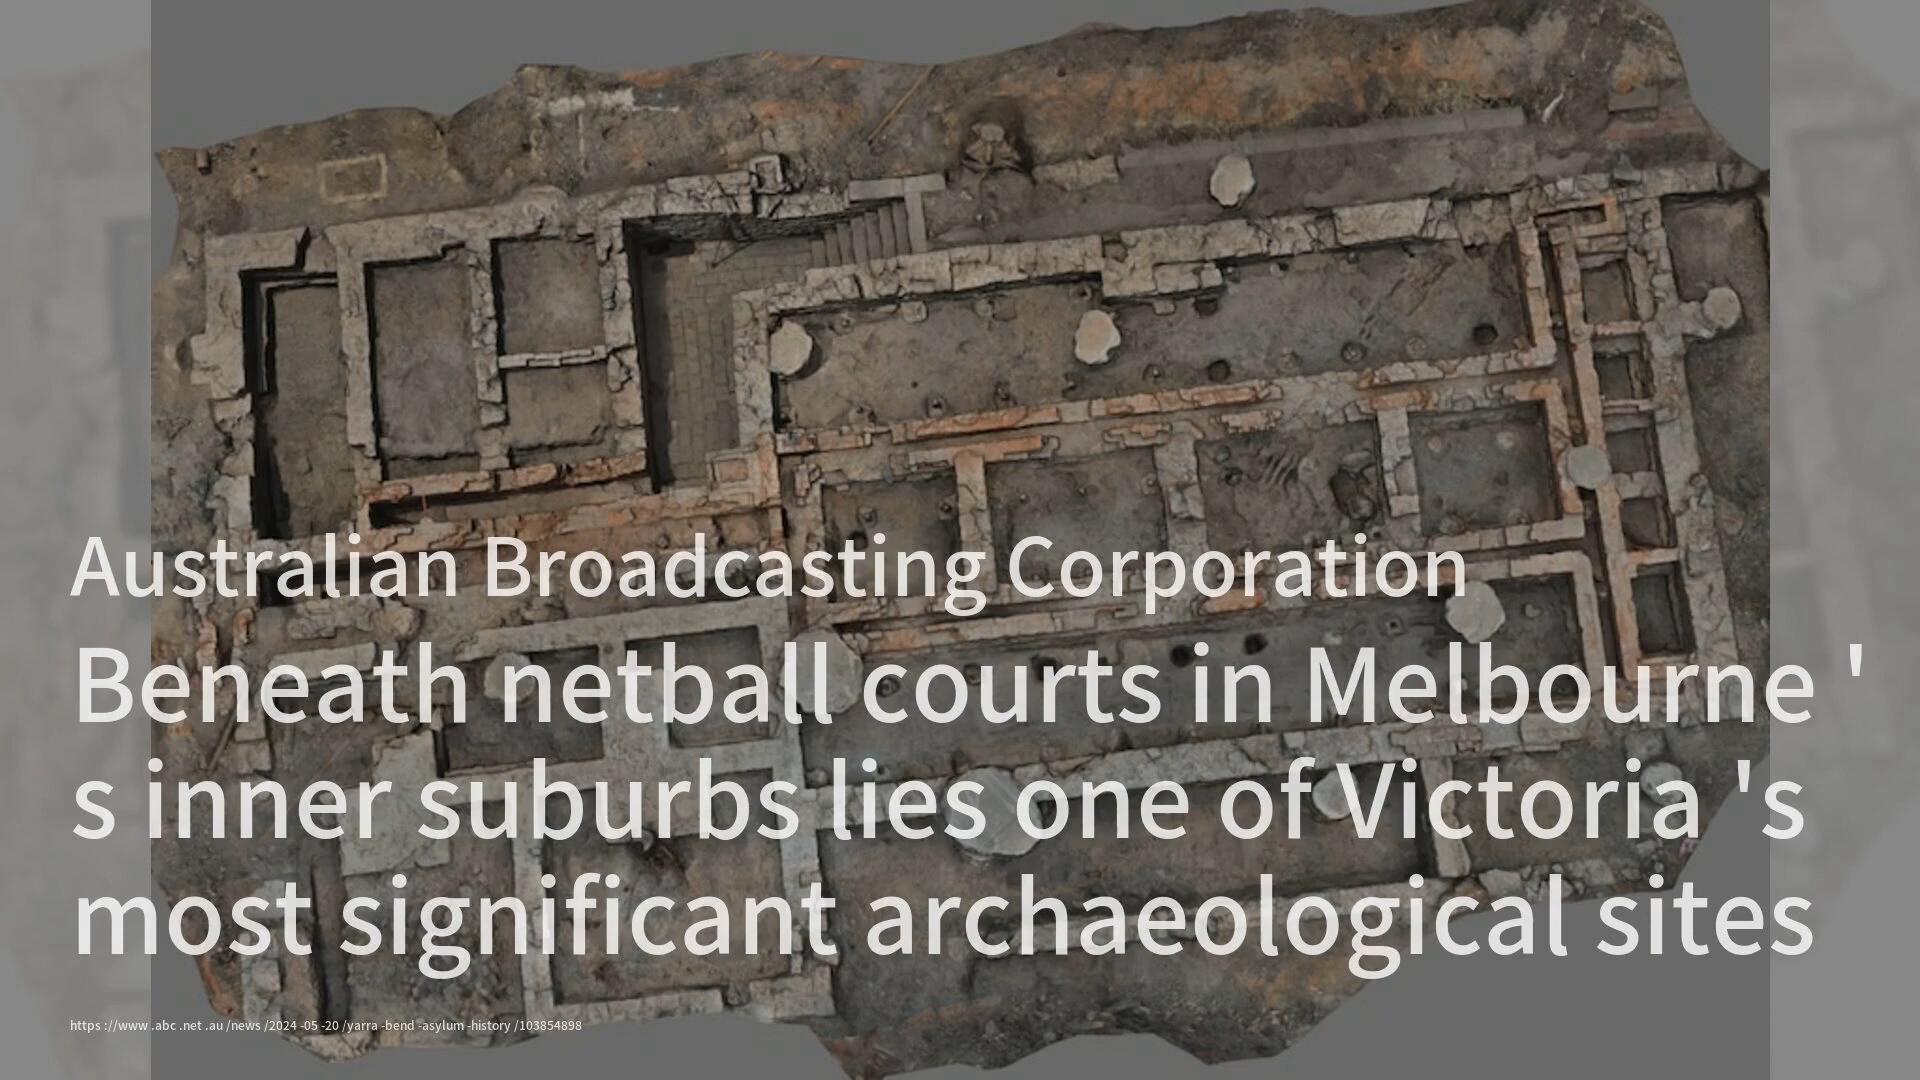 Australian Broadcasting Corporation
Beneath netball courts in Melbourne '
s inner suburbs lies one of Victoria 's
most significant archaeological sites
https ://www .abc .net .au /news /2024 -05 -20 /yarra -bend -asylum -history /103854898